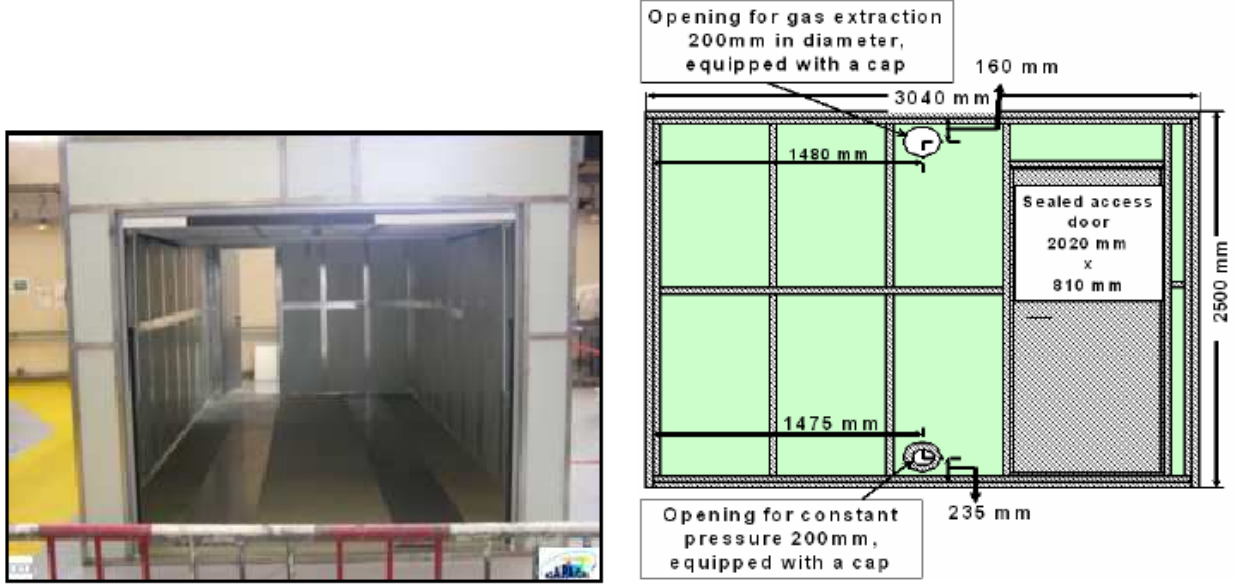 Opening for gas extraction
200mm in diameter,
equipped with a cap
160 mm
3040 mm
1480 mm
Sealed access
door
2020 mm
x
810 mm
2500 mm
1475 mm
235 mm
Opening for constant
pressure 200mm,
equipped with a cap